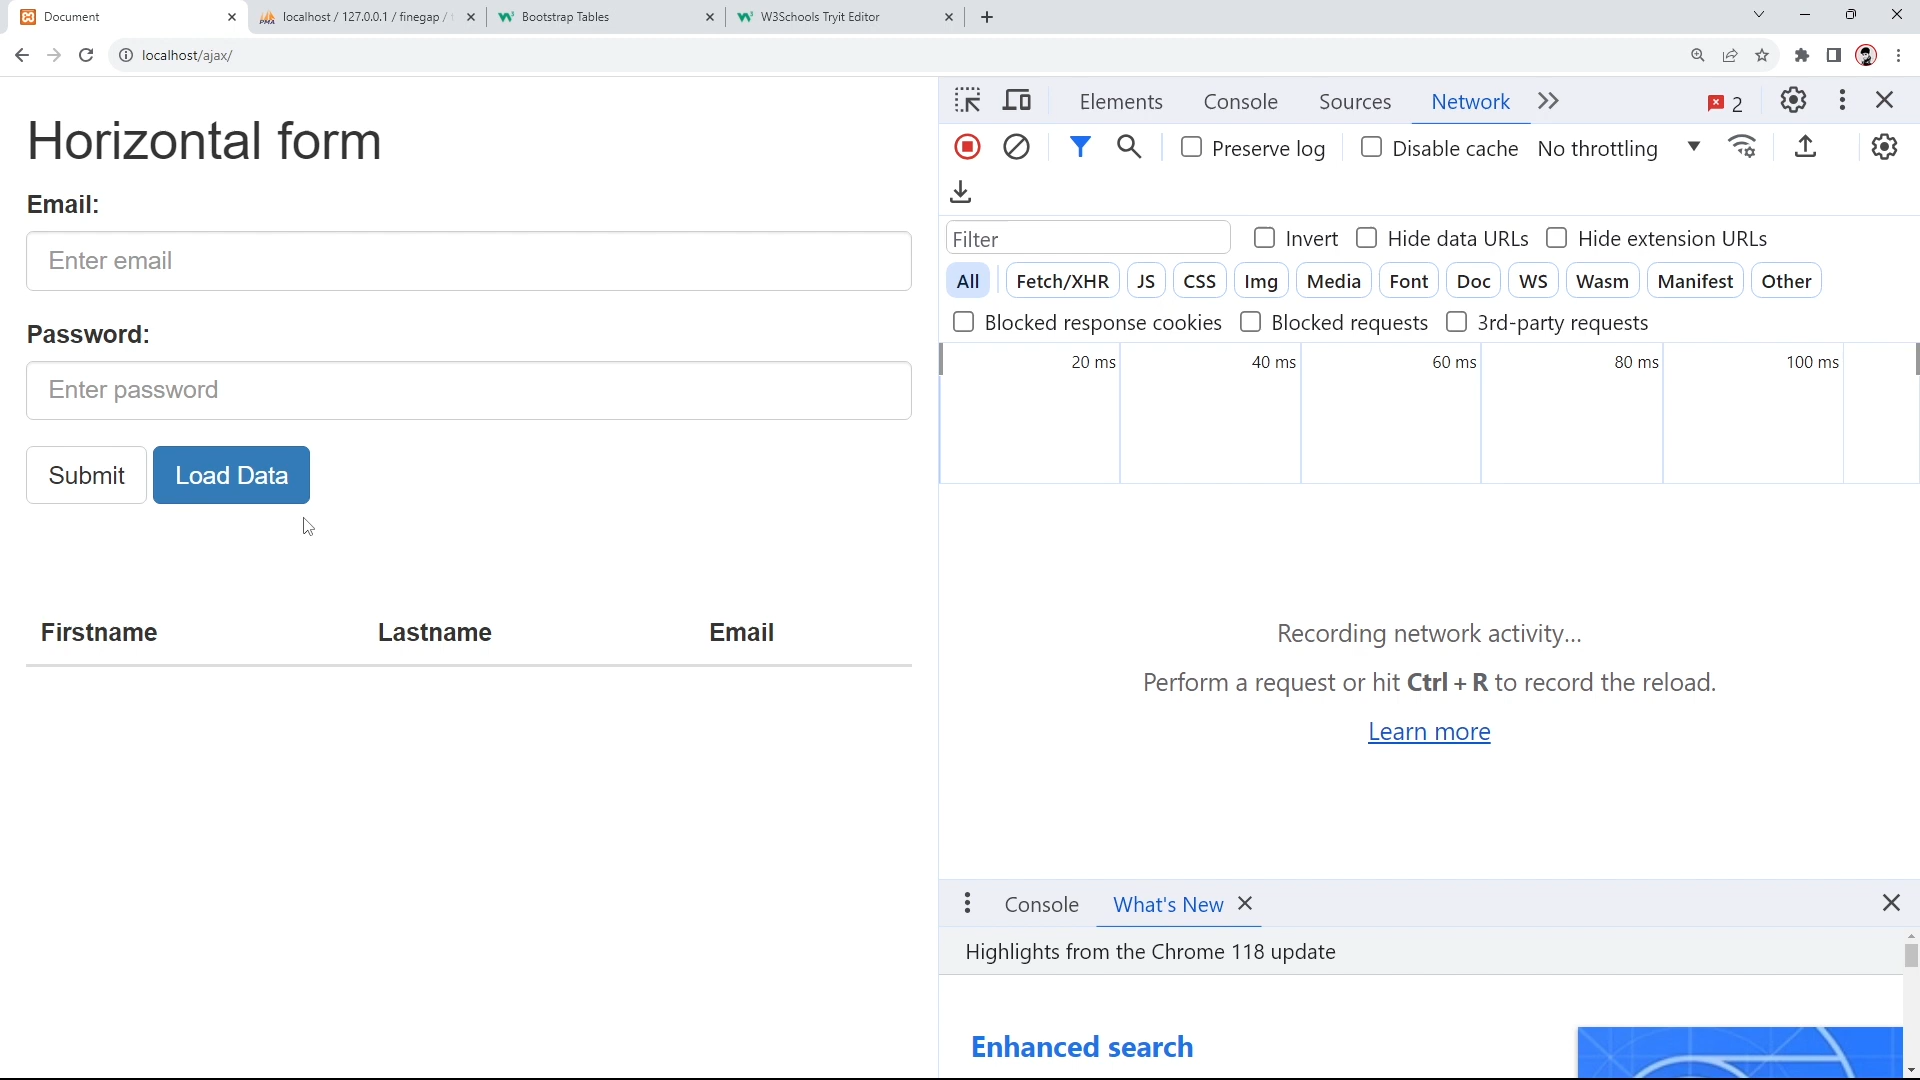 Document
localhost / 127.0.0.1 / finegap /
Bootstrap Tables
W3Schools Tryit Editor
localhost/ajax/
Horizontal form
Email:
Enter email
Password:
Enter password
Submit
Load Data
Firstname Lastname Email
Elements Console Sources Network 2
Preserve log Disable cache No throttling
Filter Invert Hide data URLs Hide extension URLs
All Fetch/XHR JS CSS Img Media Font Doc WS Wasm Manifest Other
Blocked response cookies Blocked requests 3rd-party requests
20 ms 40 ms 60 ms 80 ms 100 ms
Recording network activity...
Perform a request or hit Ctrl + R to record the reload.
Learn more
Console What's New
Highlights from the Chrome 118 update
Enhanced search